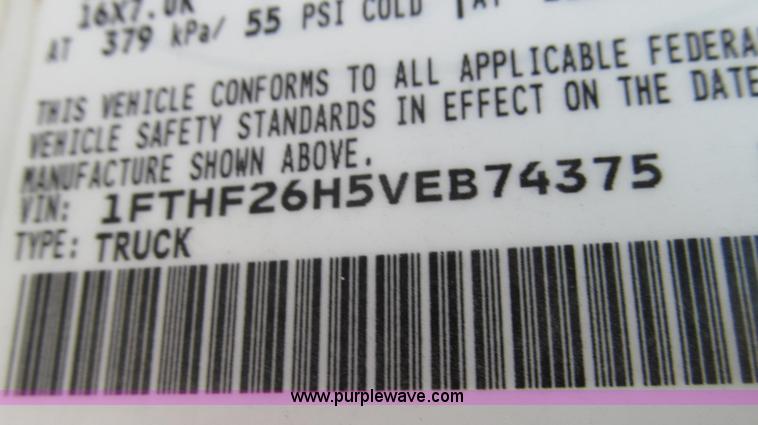 16X7.0K
AT 379 kPa/ 55 PSI COLD AT
THIS VEHICLE CONFORMS TO ALL APPLICABLE FEDERA
VEHICLE SAFETY STANDARDS IN EFFECT ON THE DATE
MANUFACTURE SHOWN ABOVE.
VIN: 1FTHF26H5VEB74375
TYPE: TRUCK
www.purplewave.com